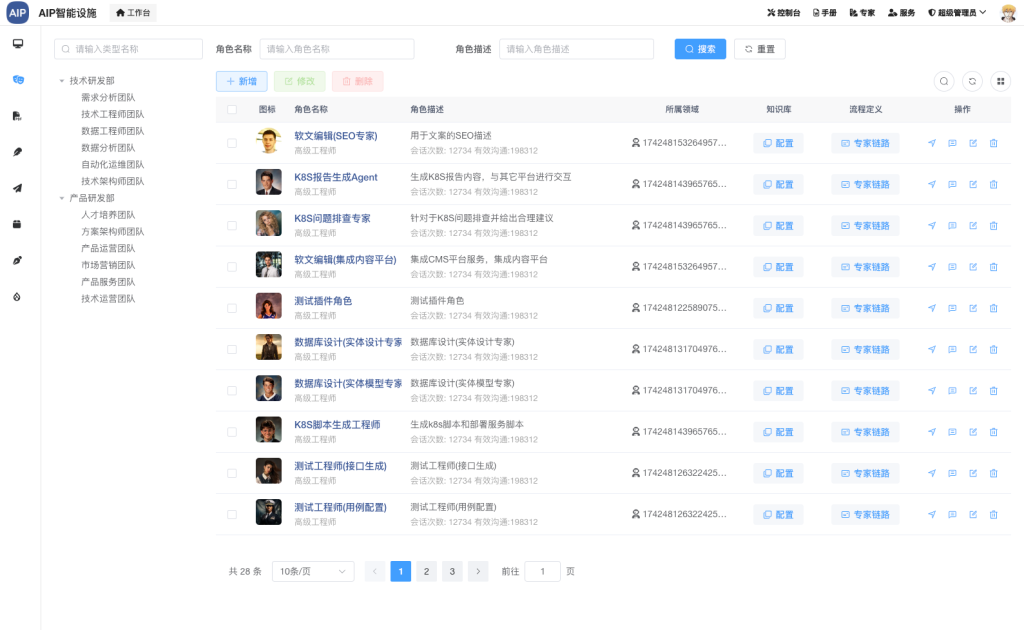 AIP AIP智能设施 工作台 控制台 手册 专家 服务 超级管理员
请输入类型名称 角色名称 请输入角色名称 角色描述 请输入角色描述 搜索 重置
技术研发部
需求分析团队
技术工程师团队
数据工程师团队
数据分析团队
自动化运维团队
技术架构师团队
产品研发部
人才培养团队
方案架构师团队
产品运营团队
市场营销团队
产品服务团队
技术运营团队
新增 修改 删除
图标 角色名称 角色描述 所属领域 知识库 流程定义 操作
软文编辑(SEO专家) 用于文案的SEO描述 174248153264957... 配置 专家链路
高级工程师 会话次数: 12734 有效沟通:198312
K8S报告生成Agent 生成K8S报告内容，与其它平台进行交互 174248143965765... 配置 专家链路
高级工程师 会话次数: 12734 有效沟通:198312
K8S问题排查专家 针对于K8S问题排查并给出合理建议 174248143965765... 配置 专家链路
高级工程师 会话次数: 12734 有效沟通:198312
软文编辑(集成内容平台) 集成CMS平台服务，集成内容平台 174248153264957... 配置 专家链路
高级工程师 会话次数: 12734 有效沟通:198312
测试插件角色 测试插件角色 174248122589075... 配置 专家链路
高级工程师 会话次数: 12734 有效沟通:198312
数据库设计(实体设计专家 数据库设计(实体设计专家) 174248131704976... 配置 专家链路
高级工程师 会话次数: 12734 有效沟通:198312
数据库设计(实体模型专家 数据库设计(实体模型专家) 174248131704976... 配置 专家链路
高级工程师 会话次数: 12734 有效沟通:198312
K8S脚本生成工程师 生成k8s脚本和部署服务脚本 174248143965765... 配置 专家链路
高级工程师 会话次数: 12734 有效沟通:198312
测试工程师(接口生成) 测试工程师(接口生成) 174248126322425... 配置 专家链路
高级工程师 会话次数: 12734 有效沟通:198312
测试工程师(用例配置) 测试工程师(用例配置) 174248126322425... 配置 专家链路
高级工程师 会话次数: 12734 有效沟通:198312
共 28 条 10条/页 1 2 3 前往 1 页